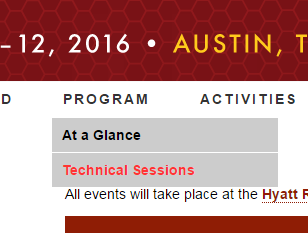 –12, 2016 • AUSTIN, T
D PROGRAM ACTIVITIES
At a Glance
Technical Sessions
All events will take place at the Hyatt R